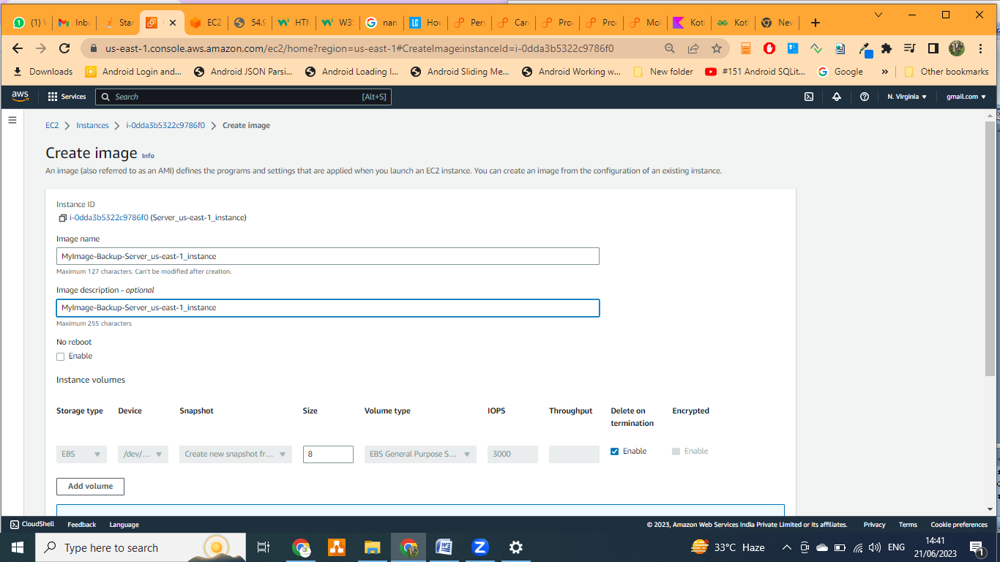 (1)
Inb
Star
EC2
54.9
HTM
W3S
nan
LC
How
Pers
Car
Pro
Pro
Mol
Kotl
Kotl
Nev
us-east-1.console.aws.amazon.com/ec2/home?region=us-east-1#CreateImage:instanceId=i-0dda3b5322c9786f0
Downloads
Android Login and...
Android JSON Parsi...
Android Loading I...
Android Sliding Me...
Android Working w...
New folder
#151 Android SQLit...
Google
»
Other bookmarks
aws
Services
Search
[Alt+S]
N. Virginia
gmail.com
EC2 > Instances > i-0dda3b5322c9786f0 > Create image
Create image Info
An image (also referred to as an AMI) defines the programs and settings that are applied when you launch an EC2 instance. You can create an image from the configuration of an existing instance.
Instance ID
i-0dda3b5322c9786f0 (Server_us-east-1_instance)
Image name
MyImage-Backup-Server_us-east-1_instance
Maximum 127 characters. Can't be modified after creation.
Image description - optional
MyImage-Backup-Server_us-east-1_instance
Maximum 255 characters
No reboot
Enable
Instance volumes
Storage type
Device
Snapshot
Size
Volume type
IOPS
Throughput
Delete on
termination
Encrypted
EBS
/dev/...
Create new snapshot fr...
8
EBS General Purpose S...
3000
Enable
Enable
Add volume
CloudShell
Feedback
Language
© 2023, Amazon Web Services India Private Limited or its affiliates.
Privacy
Terms
Cookie preferences
Type here to search
33°C Haze
ENG
14:41
21/06/2023
1